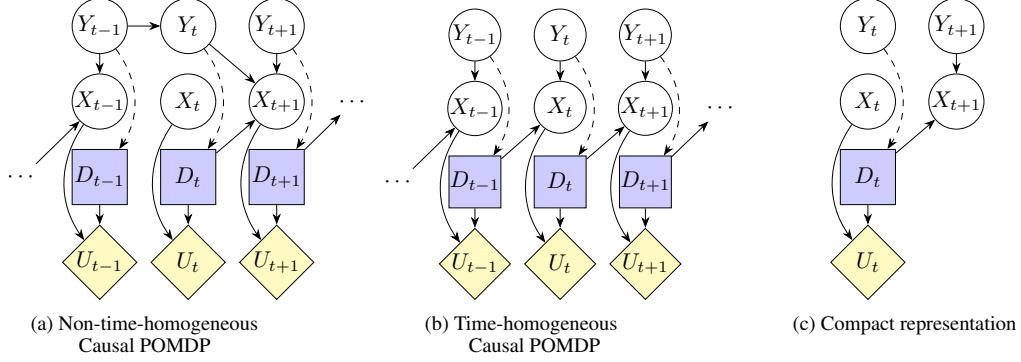 Y_{t-1} Y_t Y_{t+1}
X_{t-1} X_t X_{t+1} ...
... D_{t-1} D_t D_{t+1}
U_{t-1} U_t U_{t+1}
(a) Non-time-homogeneous
Causal POMDP
Y_{t-1} Y_t Y_{t+1}
X_{t-1} X_t X_{t+1} ...
... D_{t-1} D_t D_{t+1}
U_{t-1} U_t U_{t+1}
(b) Time-homogeneous
Causal POMDP
Y_t Y_{t+1}
X_t X_{t+1}
D_t
U_t
(c) Compact representation